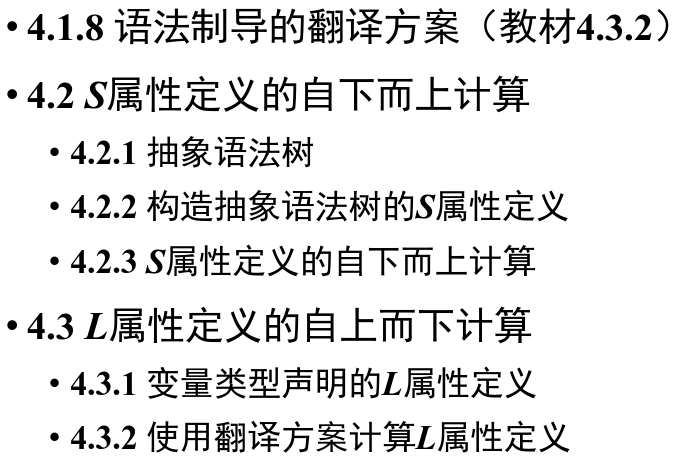 • 4.1.8 语法制导的翻译方案（教材4.3.2）
• 4.2 S属性定义的自下而上计算
• 4.2.1 抽象语法树
• 4.2.2 构造抽象语法树的S属性定义
• 4.2.3 S属性定义的自下而上计算
• 4.3 L属性定义的自上而下计算
• 4.3.1 变量类型声明的L属性定义
• 4.3.2 使用翻译方案计算L属性定义